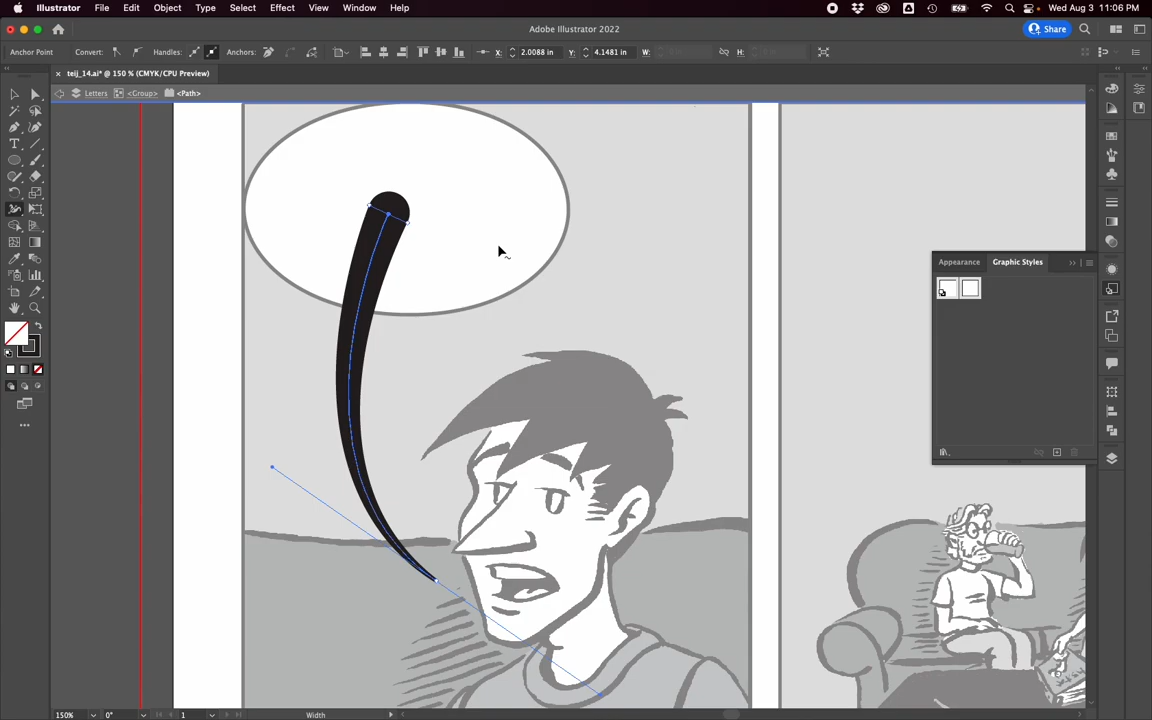 Illustrator File Edit Object Type Select Effect View Window Help Wed Aug 3 11:06 PM
Adobe Illustrator 2022 Share
Anchor Point Convert: Handles: Anchors: X: 2.0088 in Y: 4.1481 in W: H:
× teij_14.ai* @ 150 % (CMYK/CPU Preview)
Letters <Group> <Path>
Appearance Graphic Styles
150% 0° 1 Width